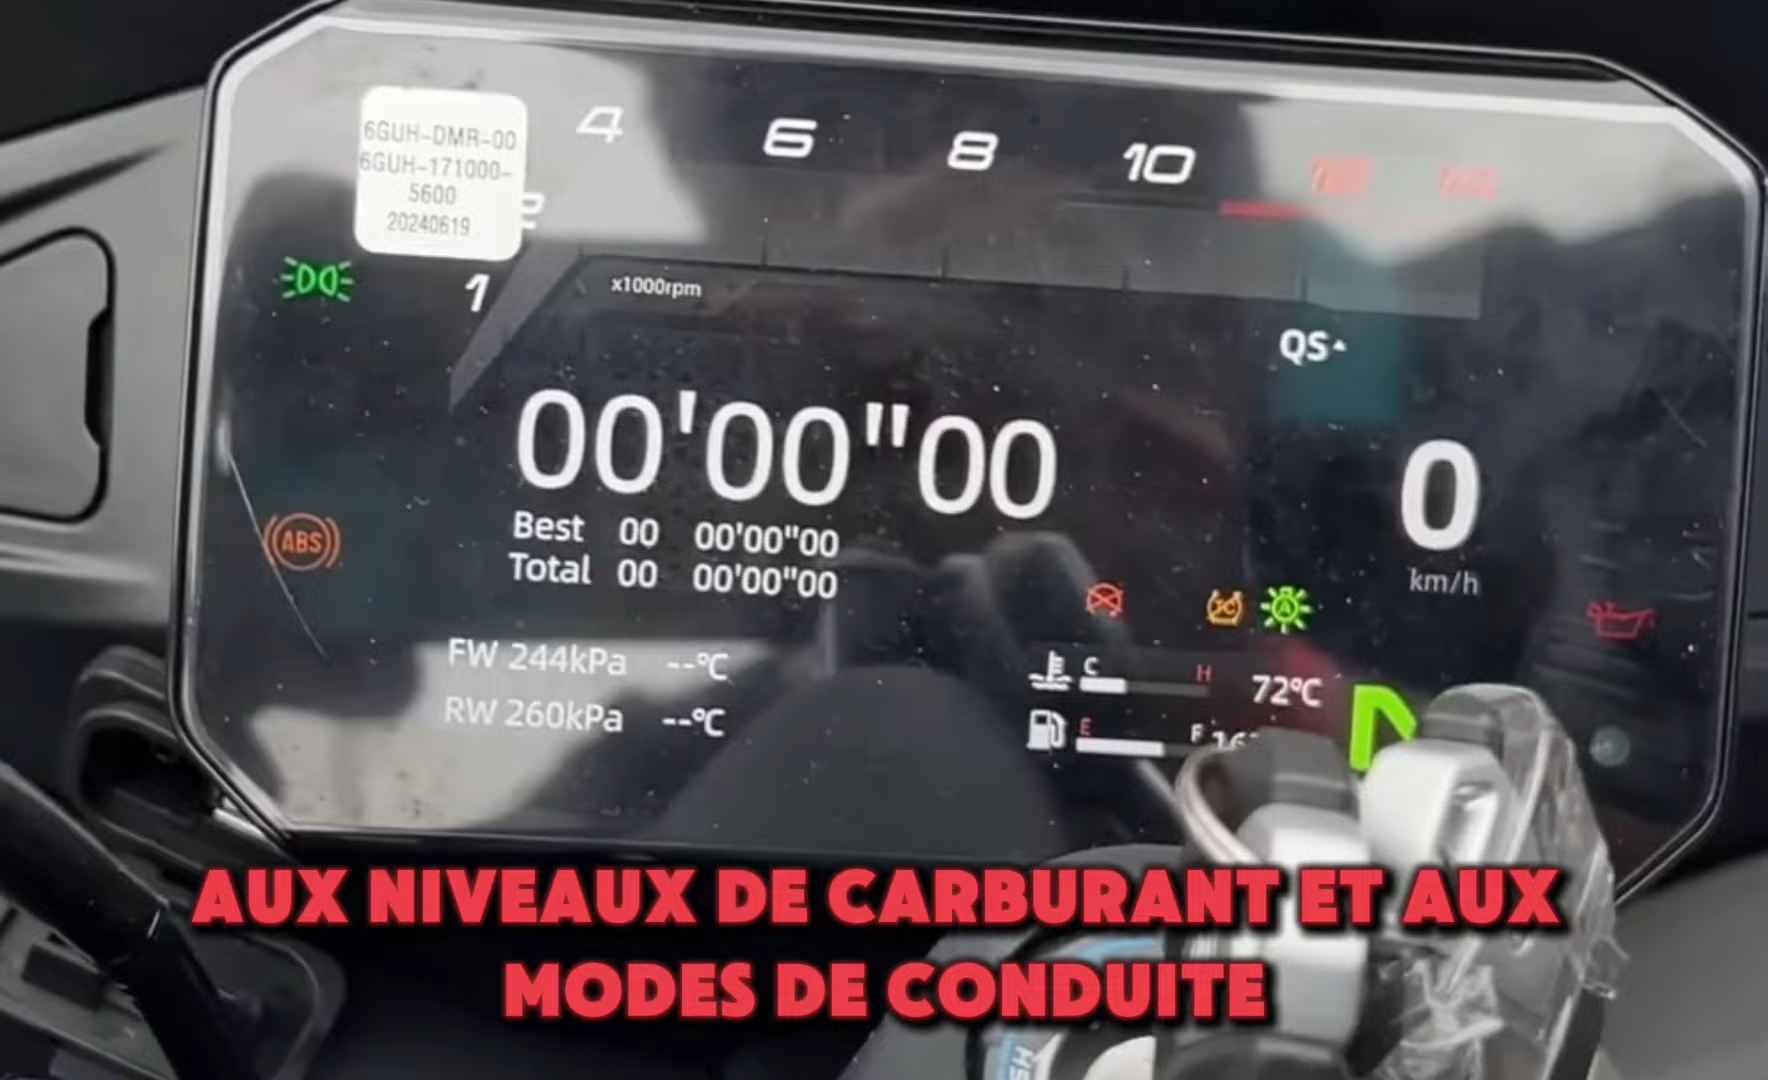 6GUH-DMR-00
6GUH-171000-
5600
20240619
1
4
6
8
10
x1000rpm
QS
00'00"00
Best 00 00'00"00
Total 00 00'00"00
0
km/h
ABS
FW 244kPa --°C
RW 260kPa --°C
A
C H 72°C
E F
N
AUX NIVEAUX DE CARBURANT ET AUX
MODES DE CONDUITE